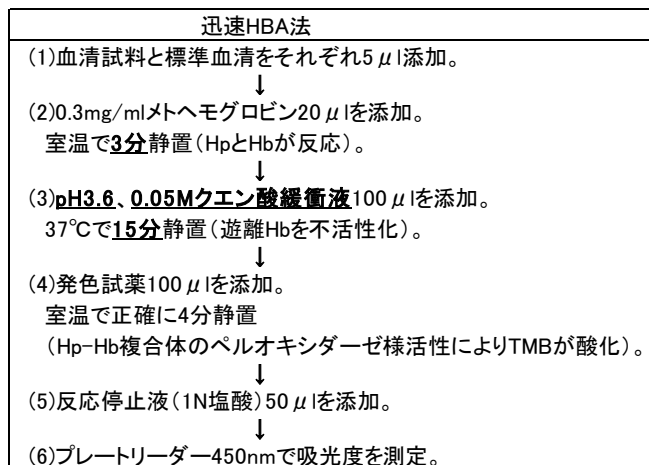 迅速HBA法
(1)血清試料と標準血清をそれぞれ5μl添加。
↓
(2)0.3mg/mlメトヘモグロビン20μlを添加。
室温で3分静置(HpとHbが反応)。
↓
(3)pH3.6、0.05Mクエン酸緩衝液100μlを添加。
37℃で15分静置(遊離Hbを不活性化)。
↓
(4)発色試薬100μlを添加。
室温で正確に4分静置
(Hp-Hb複合体のペルオキシダーゼ様活性によりTMBが酸化)。
↓
(5)反応停止液(1N塩酸)50μlを添加。
↓
(6)プレートリーダー450nmで吸光度を測定。